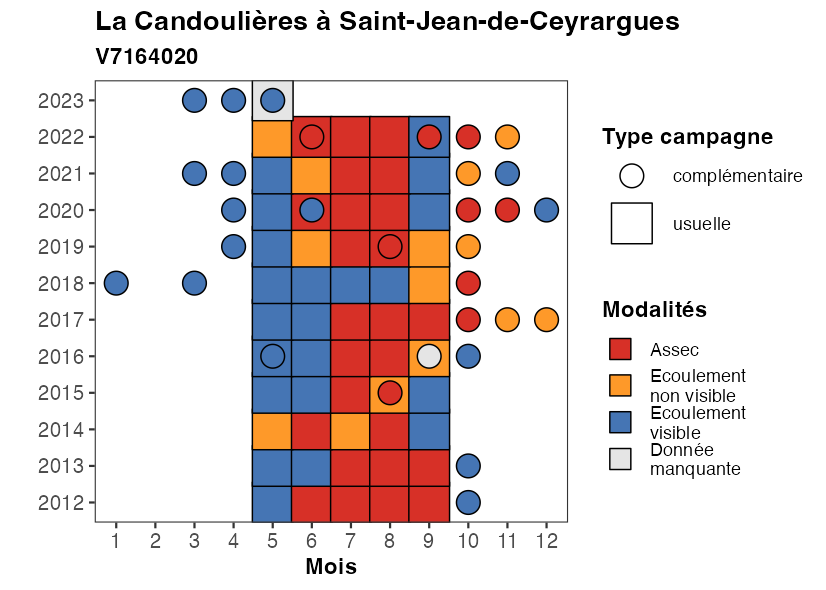 La Candoulières à Saint-Jean-de-Ceyrargues
V7164020
2023
2022
2021
2020
2019
2018
2017
2016
2015
2014
2013
2012
1 2 3 4 5 6 7 8 9 10 11 12
Mois
Type campagne
complémentaire
usuelle
Modalités
Assec
Ecoulement
non visible
Ecoulement
visible
Donnée
manquante